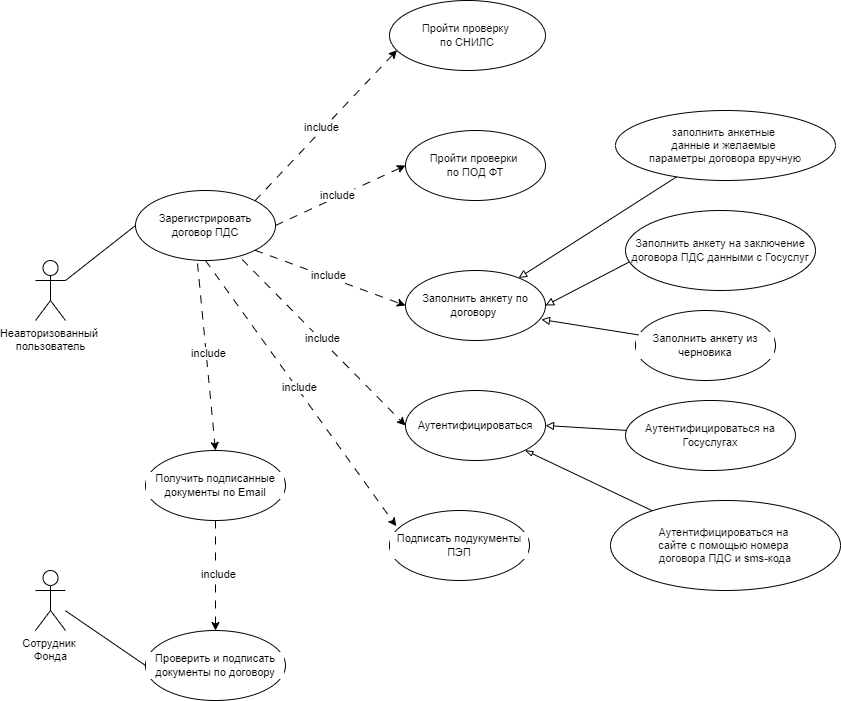 Пройти проверку
по СНИЛС
include
заполнить анкетные
данные и желаемые
параметры договора вручную
Пройти проверки
по ПОД ФТ
include
Зарегистрировать
договор ПДС
Заполнить анкету на заключение
договора ПДС данными с Госуслуг
include
Заполнить анкету по
договору
Неавторизованный
пользователь
include
include
Заполнить анкету из
черновика
include
Аутентифицироваться
Аутентифицироваться на
Госуслугах
Получить подписанные
документы по Email
Подписать подукументы
ПЭП
Аутентифицироваться на
сайте с помощью номера
договора ПДС и sms-кода
include
Сотрудник
Фонда
Проверить и подписать
документы по договору